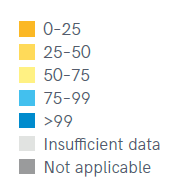 0-25
25-50
50-75
75-99
>99
Insufficient data
Not applicable